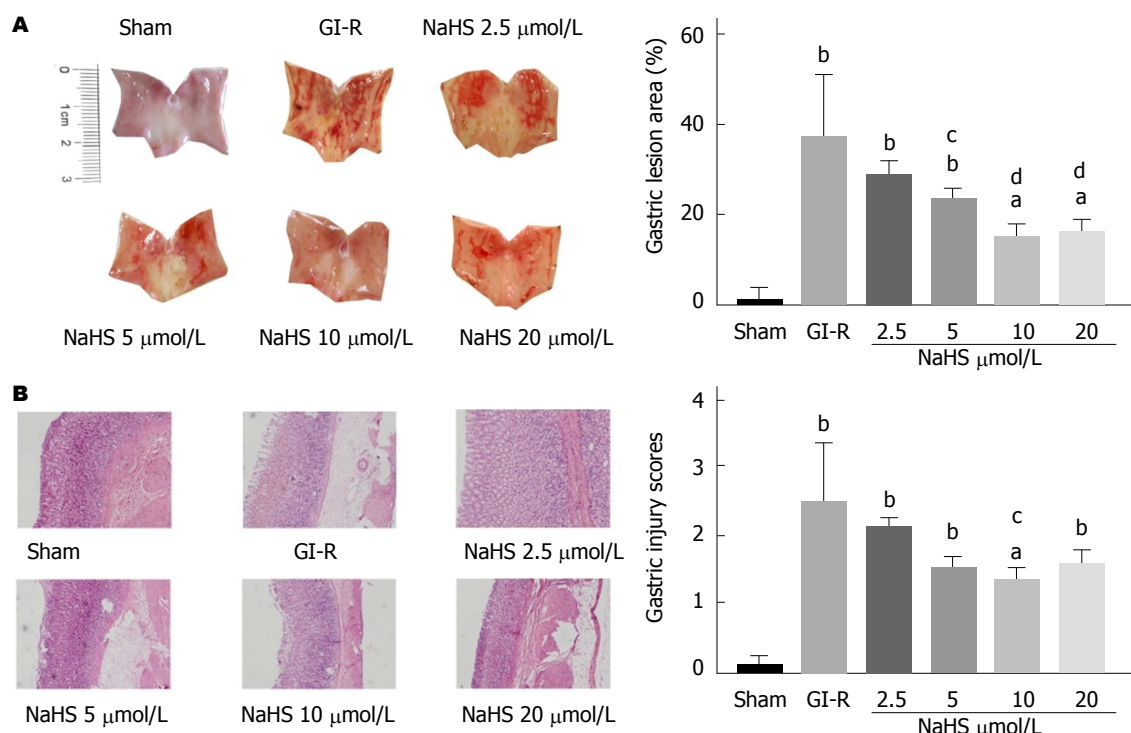 A
Sham GI-R NaHS 2.5 μmol/L
0
1cm
2
3
NaHS 5 μmol/L NaHS 10 μmol/L NaHS 20 μmol/L
Gastric lesion area (%)
60
40
20
0
b
b
c
b
d
a
d
a
Sham GI-R 2.5 5 10 20
NaHS μmol/L
B
Sham GI-R NaHS 2.5 μmol/L
NaHS 5 μmol/L NaHS 10 μmol/L NaHS 20 μmol/L
Gastric injury scores
4
3
2
1
0
b
b
b
c
a
b
Sham GI-R 2.5 5 10 20
NaHS μmol/L